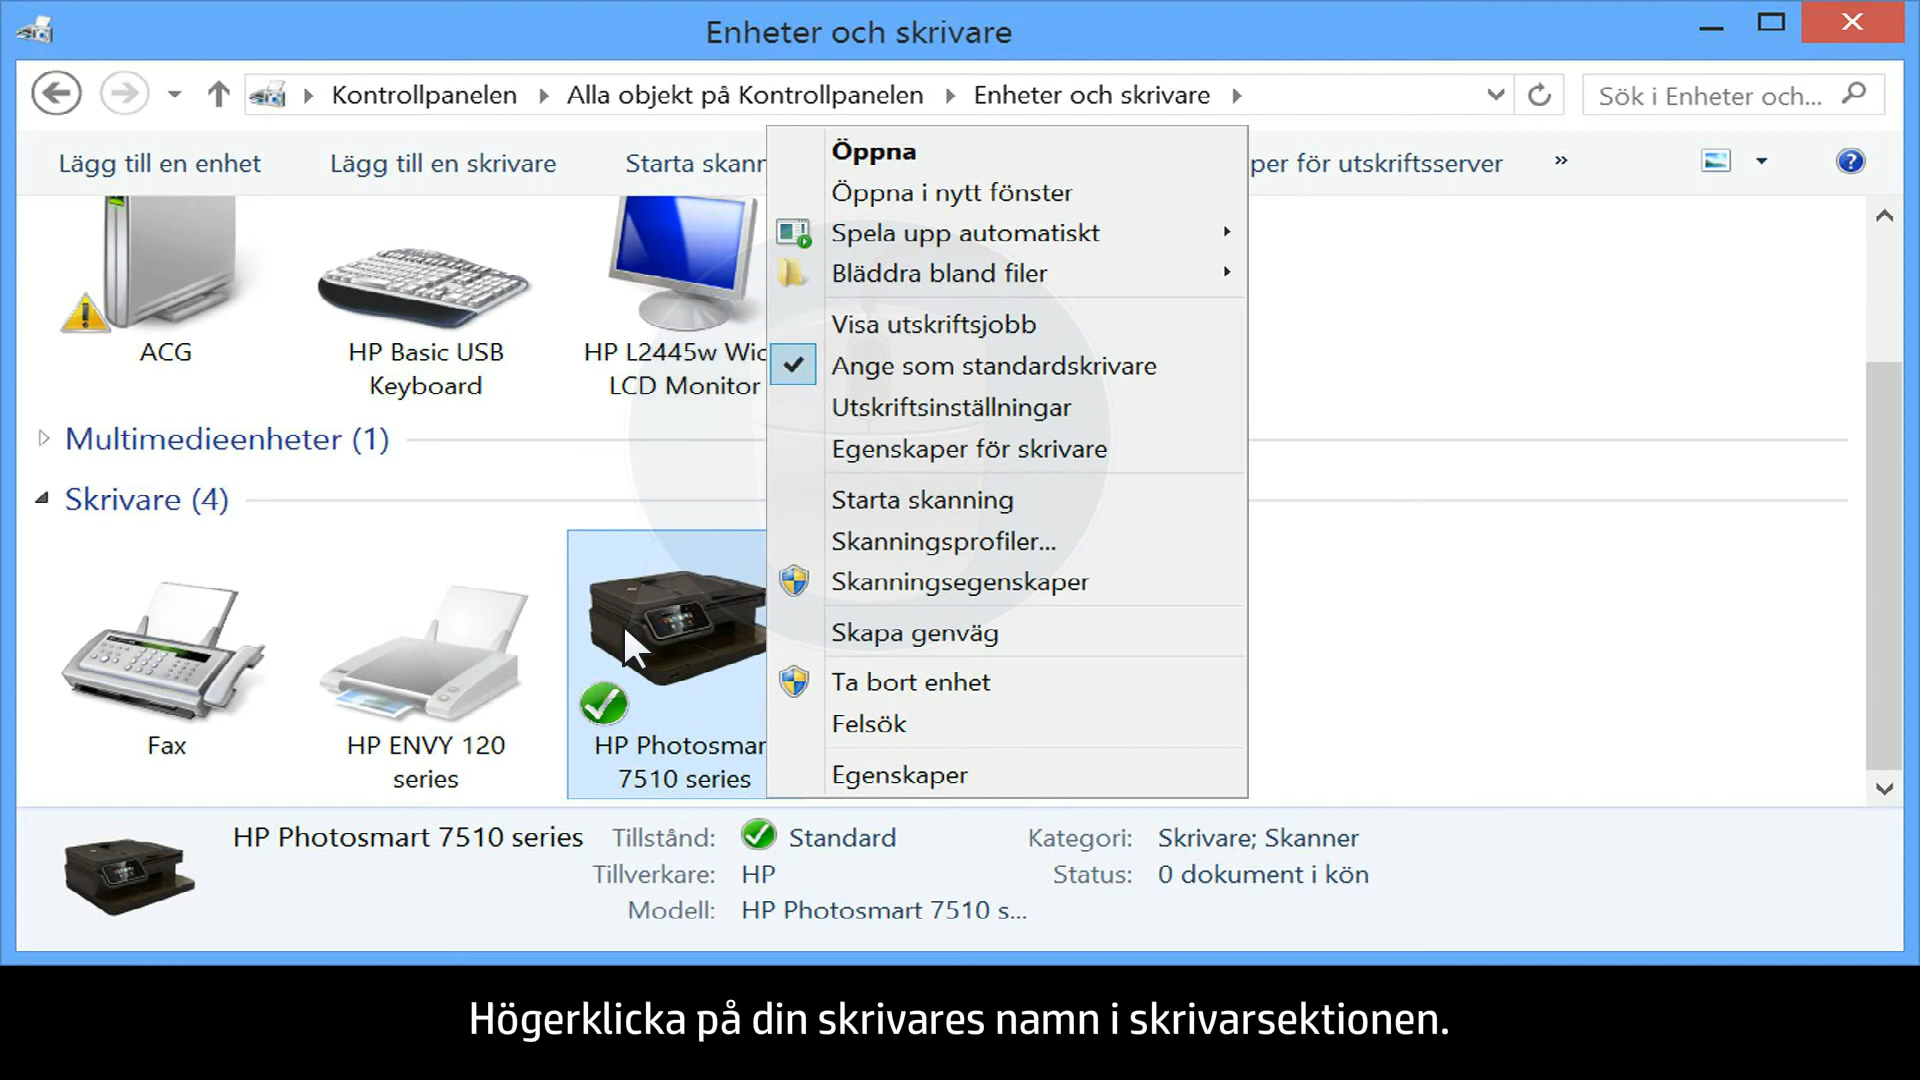 Enheter och skrivare
Kontrollpanelen
Alla objekt på Kontrollpanelen
Enheter och skrivare
Sök i Enheter och...
Lägg till en enhet
Lägg till en skrivare
Starta skann
per för utskriftsserver
»
Öppna
Öppna i nytt fönster
Spela upp automatiskt
Bläddra bland filer
Visa utskriftsjobb
Ange som standardskrivare
Utskriftsinställningar
Egenskaper för skrivare
Starta skanning
Skanningsprofiler...
Skanningsegenskaper
Skapa genväg
Ta bort enhet
Felsök
Egenskaper
ACG
HP Basic USB
Keyboard
HP L2445w Wid
LCD Monitor
Multimedieenheter (1)
Skrivare (4)
Fax
HP ENVY 120
series
HP Photosmar
7510 series
HP Photosmart 7510 series
Tillstånd: Standard
Kategori: Skrivare; Skanner
Tillverkare: HP
Status: 0 dokument i kön
Modell: HP Photosmart 7510 s...
Högerklicka på din skrivares namn i skrivarsektionen.